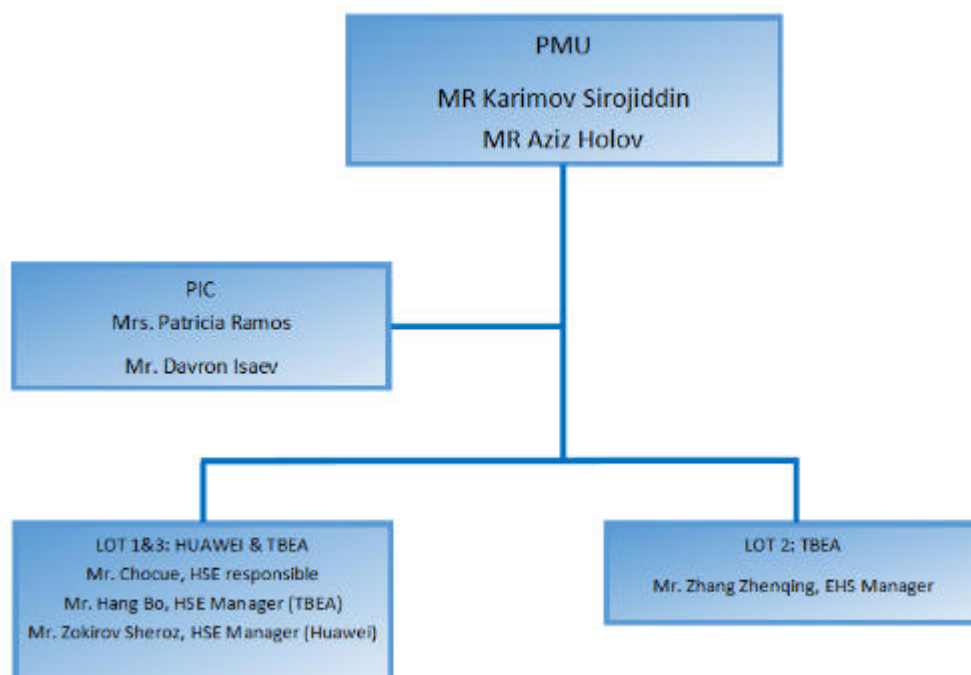 PMU
MR Karimov Sirojiddin
MR Aziz Holov
PIC
Mrs. Patricia Ramos
Mr. Davron Isaev
LOT 1&3: HUAWEI & TBEA
Mr. Chocue, HSE responsible
Mr. Hang Bo, HSE Manager (TBEA)
Mr. Zokirov Sheroz, HSE Manager (Huawei)
LOT 2: TBEA
Mr. Zhang Zhenqing, EHS Manager